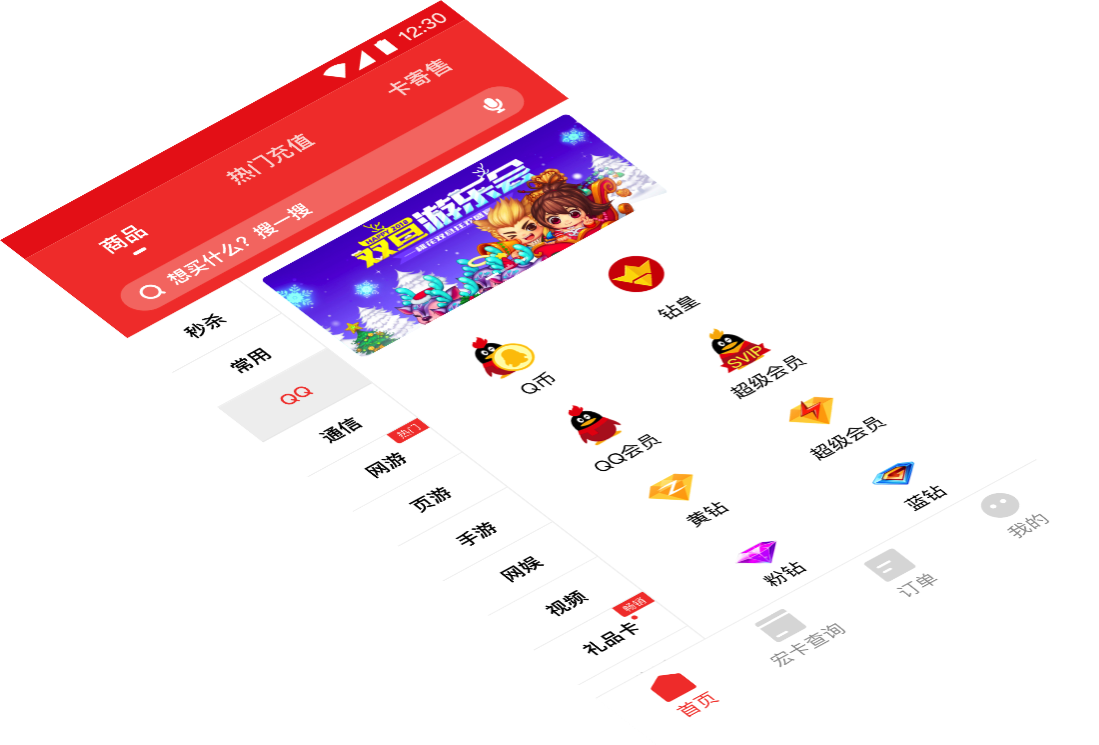 12:30
商品
热门充值
卡寄售
想买什么? 搜一搜
HAPPY 2019
双旦游乐会
秒杀
常用
QQ
通信
热门
网游
页游
手游
网娱
视频
畅销
礼品卡
Q币
钻皇
QQ会员
SVIP
超级会员
黄钻
超级会员
粉钻
蓝钻
首页
宏卡查询
订单
我的